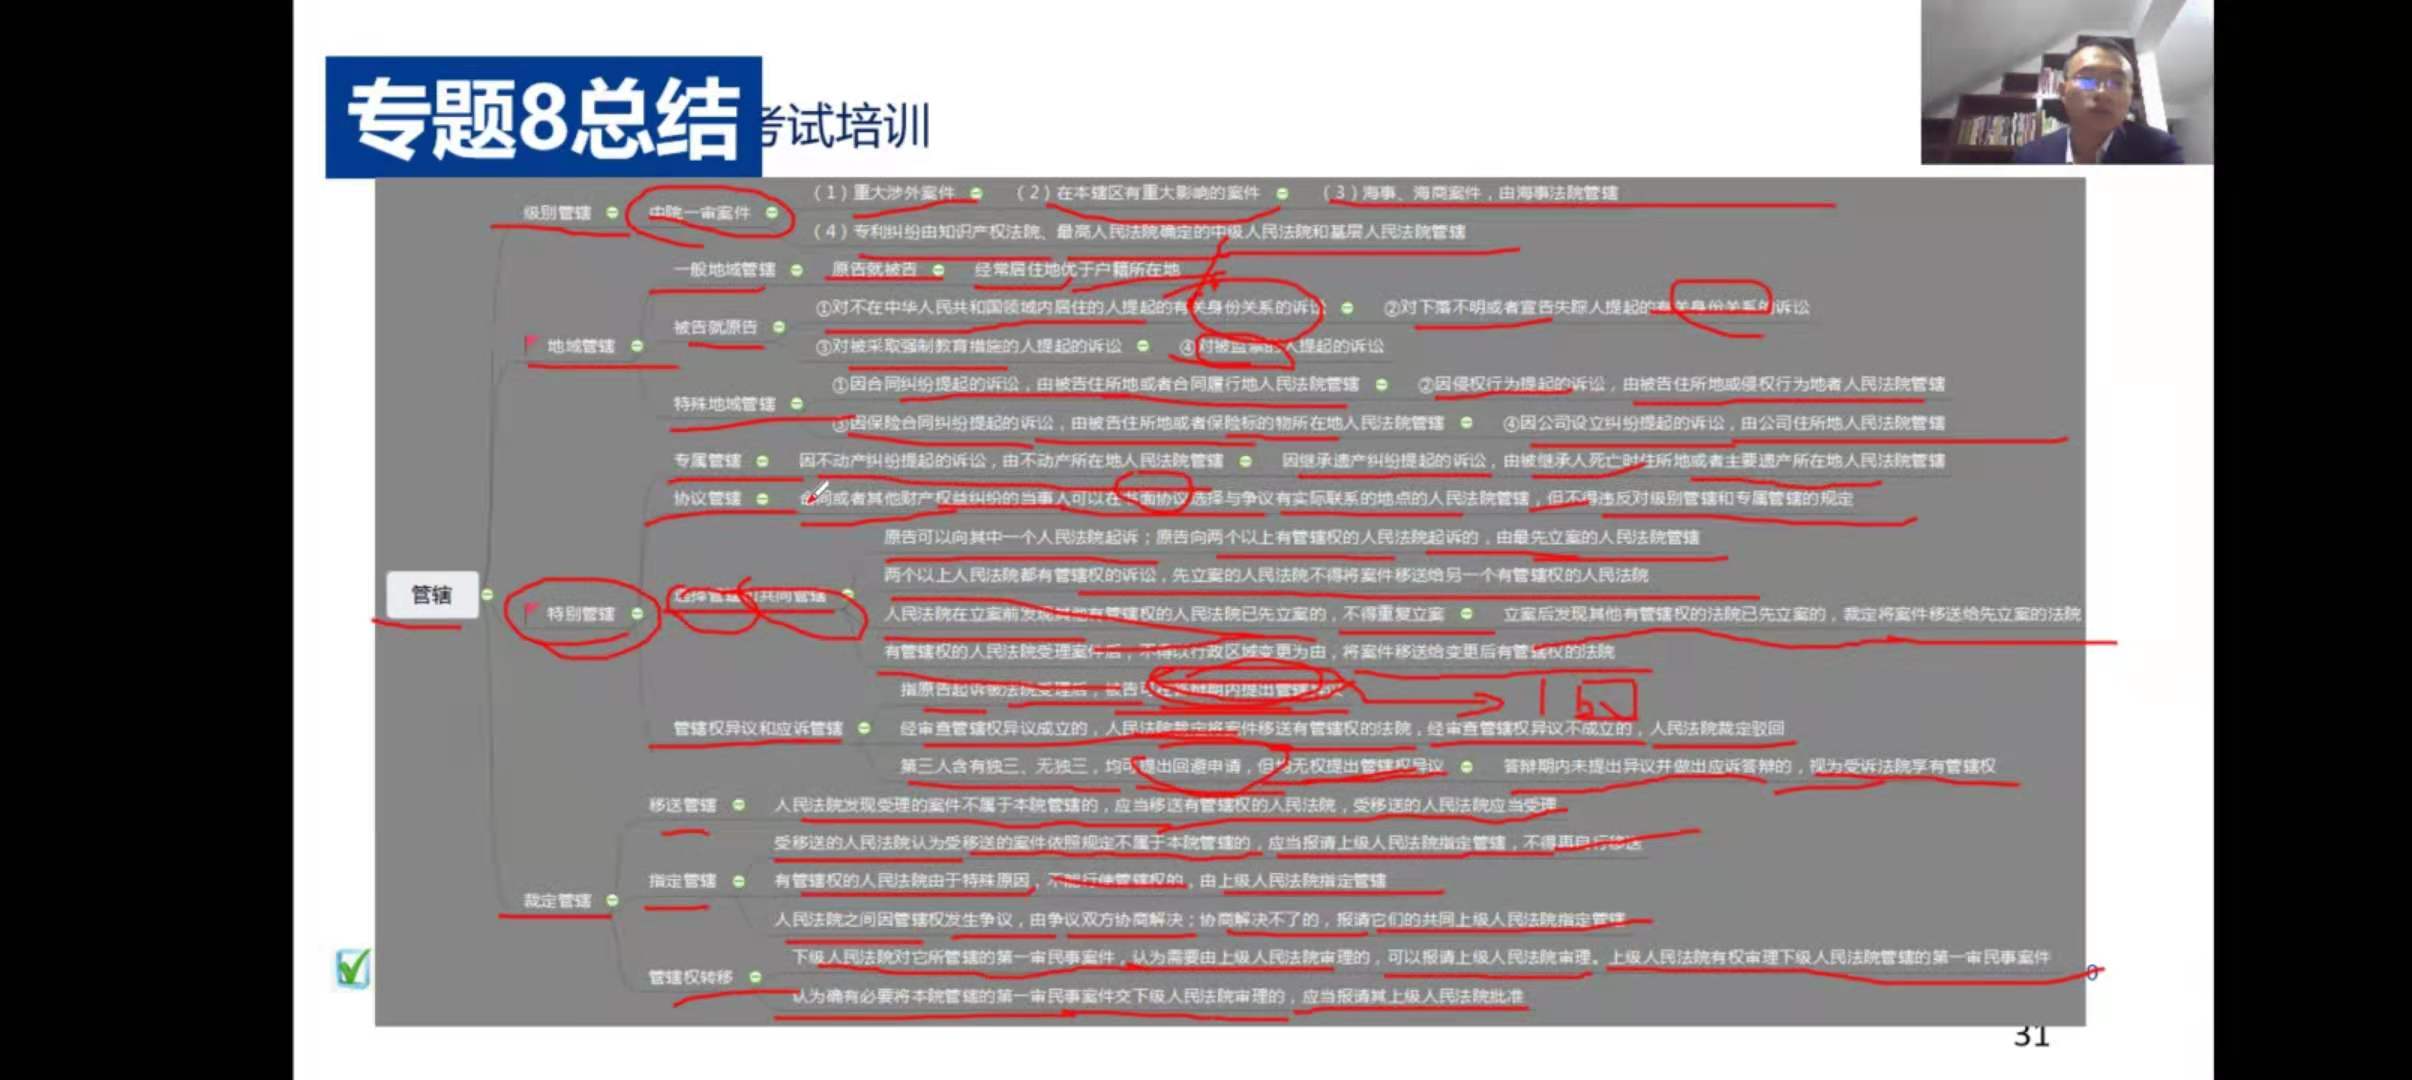 专题8总结
考试培训
级别管辖
中院一审案件
（1）重大涉外案件
（2）在本辖区有重大影响的案件
（3）海事、海商案件，由海事法院管辖
（4）专利纠纷由知识产权法院、最高人民法院确定的中级人民法院和基层人民法院管辖
地域管辖
一般地域管辖
原告就被告
经常居住地优于户籍所在地
被告就原告
①对不在中华人民共和国领域内居住的人提起的有关身份关系的诉讼
②对下落不明或者宣告失踪人提起的有关身份关系的诉讼
③对被采取强制教育措施的人提起的诉讼
④对被监禁的人提起的诉讼
特殊地域管辖
①因合同纠纷提起的诉讼，由被告住所地或者合同履行地人民法院管辖
②因侵权行为提起的诉讼，由被告住所地或侵权行为地者人民法院管辖
③因保险合同纠纷提起的诉讼，由被告住所地或者保险标的物所在地人民法院管辖
④因公司设立纠纷提起的诉讼，由公司住所地人民法院管辖
管辖
特别管辖
专属管辖
因不动产纠纷提起的诉讼，由不动产所在地人民法院管辖
因继承遗产纠纷提起的诉讼，由被继承人死亡时住所地或者主要遗产所在地人民法院管辖
协议管辖
合同或者其他财产权益纠纷的当事人可以在书面协议选择与争议有实际联系的地点的人民法院管辖，但不得违反对级别管辖和专属管辖的规定
选择管辖和共同管辖
原告可以向其中一个人民法院起诉；原告向两个以上有管辖权的人民法院起诉的，由最先立案的人民法院管辖
两个以上人民法院都有管辖权的诉讼，先立案的人民法院不得将案件移送给另一个有管辖权的人民法院
人民法院在立案前发现其他有管辖权的人民法院已先立案的，不得重复立案
立案后发现其他有管辖权的法院已先立案的，裁定将案件移送给先立案的法院
有管辖权的人民法院受理案件后，不得以行政区域变更为由，将案件移送给变更后有管辖权的法院
管辖权异议和应诉管辖
指原告起诉被法院受理后，被告可在答辩期内提出管辖异议
15
经审查管辖权异议成立的，人民法院裁定将案件移送有管辖权的法院，经审查管辖权异议不成立的，人民法院裁定驳回
第三人含有独三、无独三，均可提出回避申请，但均无权提出管辖权异议
答辩期内未提出异议并做出应诉答辩的，视为受诉法院享有管辖权
裁定管辖
移送管辖
人民法院发现受理的案件不属于本院管辖的，应当移送有管辖权的人民法院，受移送的人民法院应当受理
指定管辖
受移送的人民法院认为受移送的案件依照规定不属于本院管辖的，应当报请上级人民法院指定管辖，不得再自行移送
有管辖权的人民法院由于特殊原因，不能行使管辖权的，由上级人民法院指定管辖
人民法院之间因管辖权发生争议，由争议双方协商解决；协商解决不了的，报请它们的共同上级人民法院指定管辖
管辖权转移
下级人民法院对它所管辖的第一审民事案件，认为需要由上级人民法院审理的，可以报请上级人民法院审理。上级人民法院有权审理下级人民法院管辖的第一审民事案件
认为确有必要将本院管辖的第一审民事案件交下级人民法院审理的，应当报请其上级人民法院批准
31